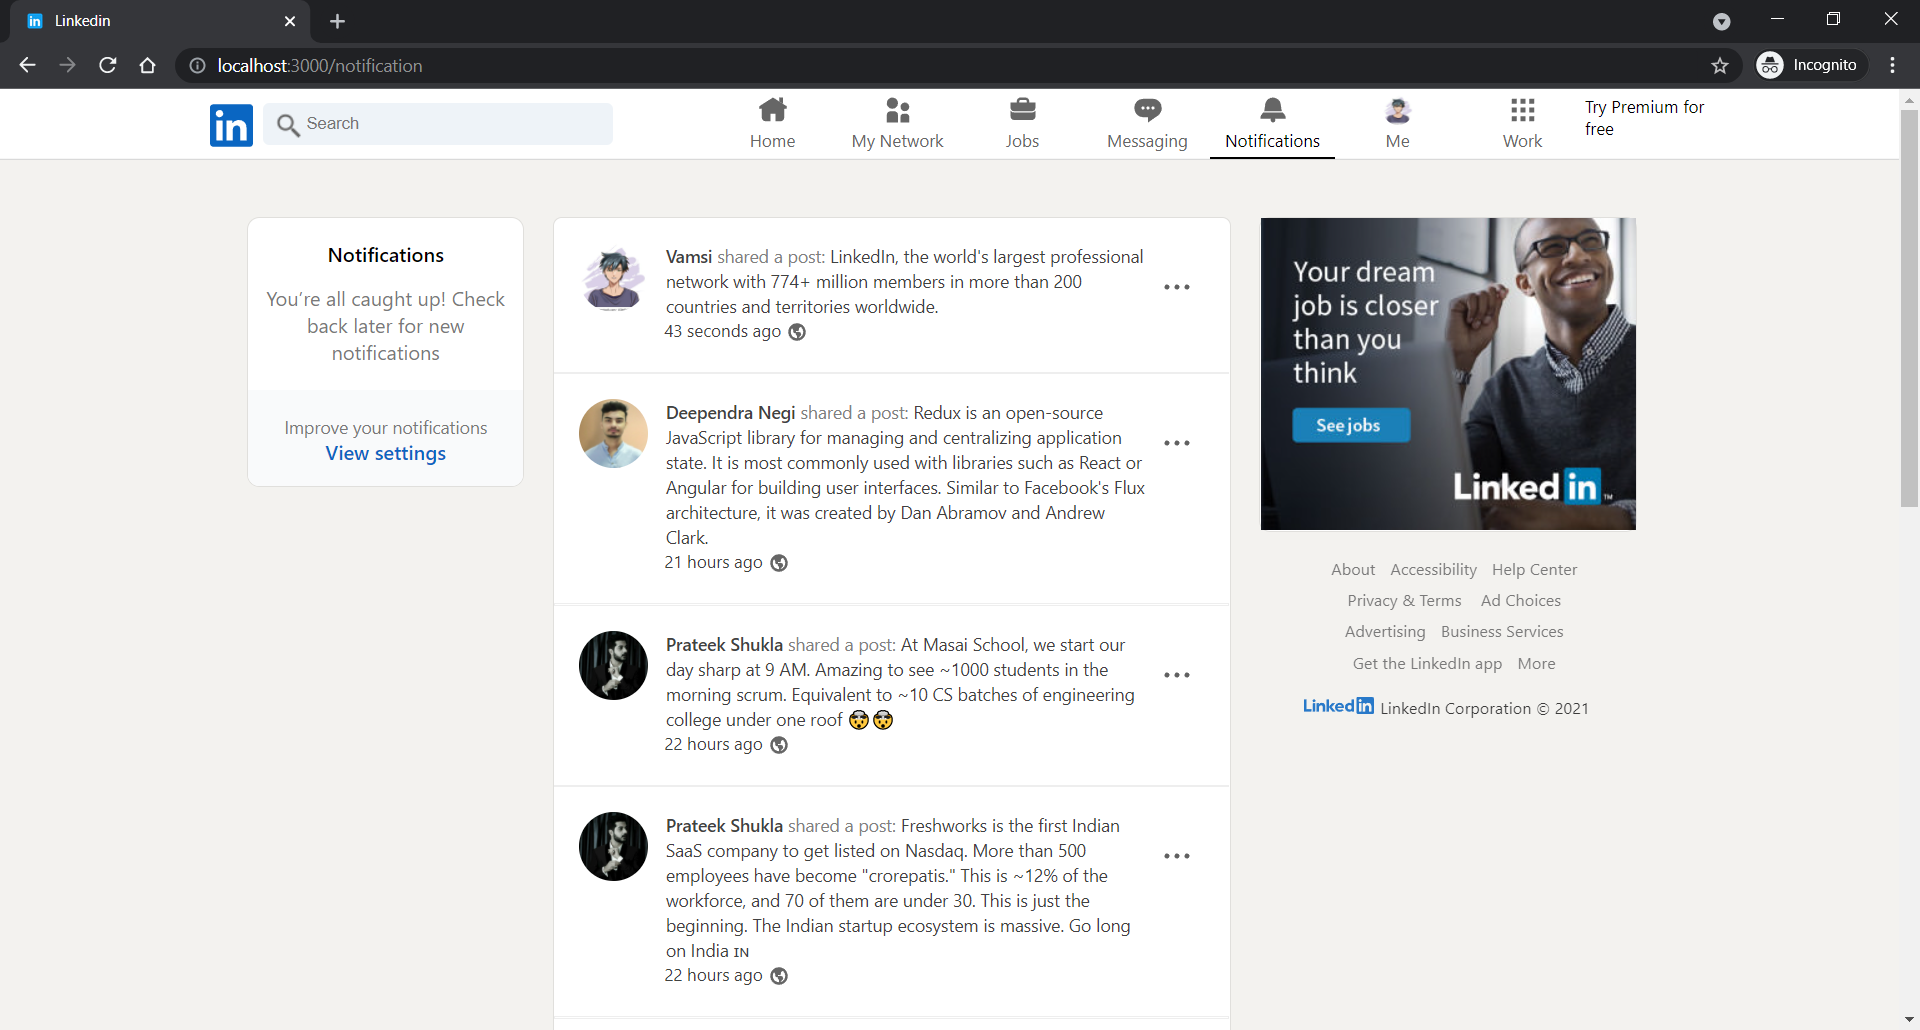 Linkedin
localhost:3000/notification
Incognito
in
Search
Home
My Network
Jobs
Messaging
Notifications
Me
Work
Try Premium for
free
Notifications
You’re all caught up! Check
back later for new
notifications
Improve your notifications
View settings
Vamsi shared a post: LinkedIn, the world's largest professional
network with 774+ million members in more than 200
countries and territories worldwide.
43 seconds ago
Deependra Negi shared a post: Redux is an open-source
JavaScript library for managing and centralizing application
state. It is most commonly used with libraries such as React or
Angular for building user interfaces. Similar to Facebook's Flux
architecture, it was created by Dan Abramov and Andrew
Clark.
21 hours ago
Prateek Shukla shared a post: At Masai School, we start our
day sharp at 9 AM. Amazing to see ~1000 students in the
morning scrum. Equivalent to ~10 CS batches of engineering
college under one roof 🤯🤯
22 hours ago
Prateek Shukla shared a post: Freshworks is the first Indian
SaaS company to get listed on Nasdaq. More than 500
employees have become "crorepatis." This is ~12% of the
workforce, and 70 of them are under 30. This is just the
beginning. The Indian startup ecosystem is massive. Go long
on India IN
22 hours ago
Your dream
job is closer
than you
think
See jobs
Linked in ™
About Accessibility Help Center
Privacy & Terms Ad Choices
Advertising Business Services
Get the LinkedIn app More
Linked in LinkedIn Corporation © 2021